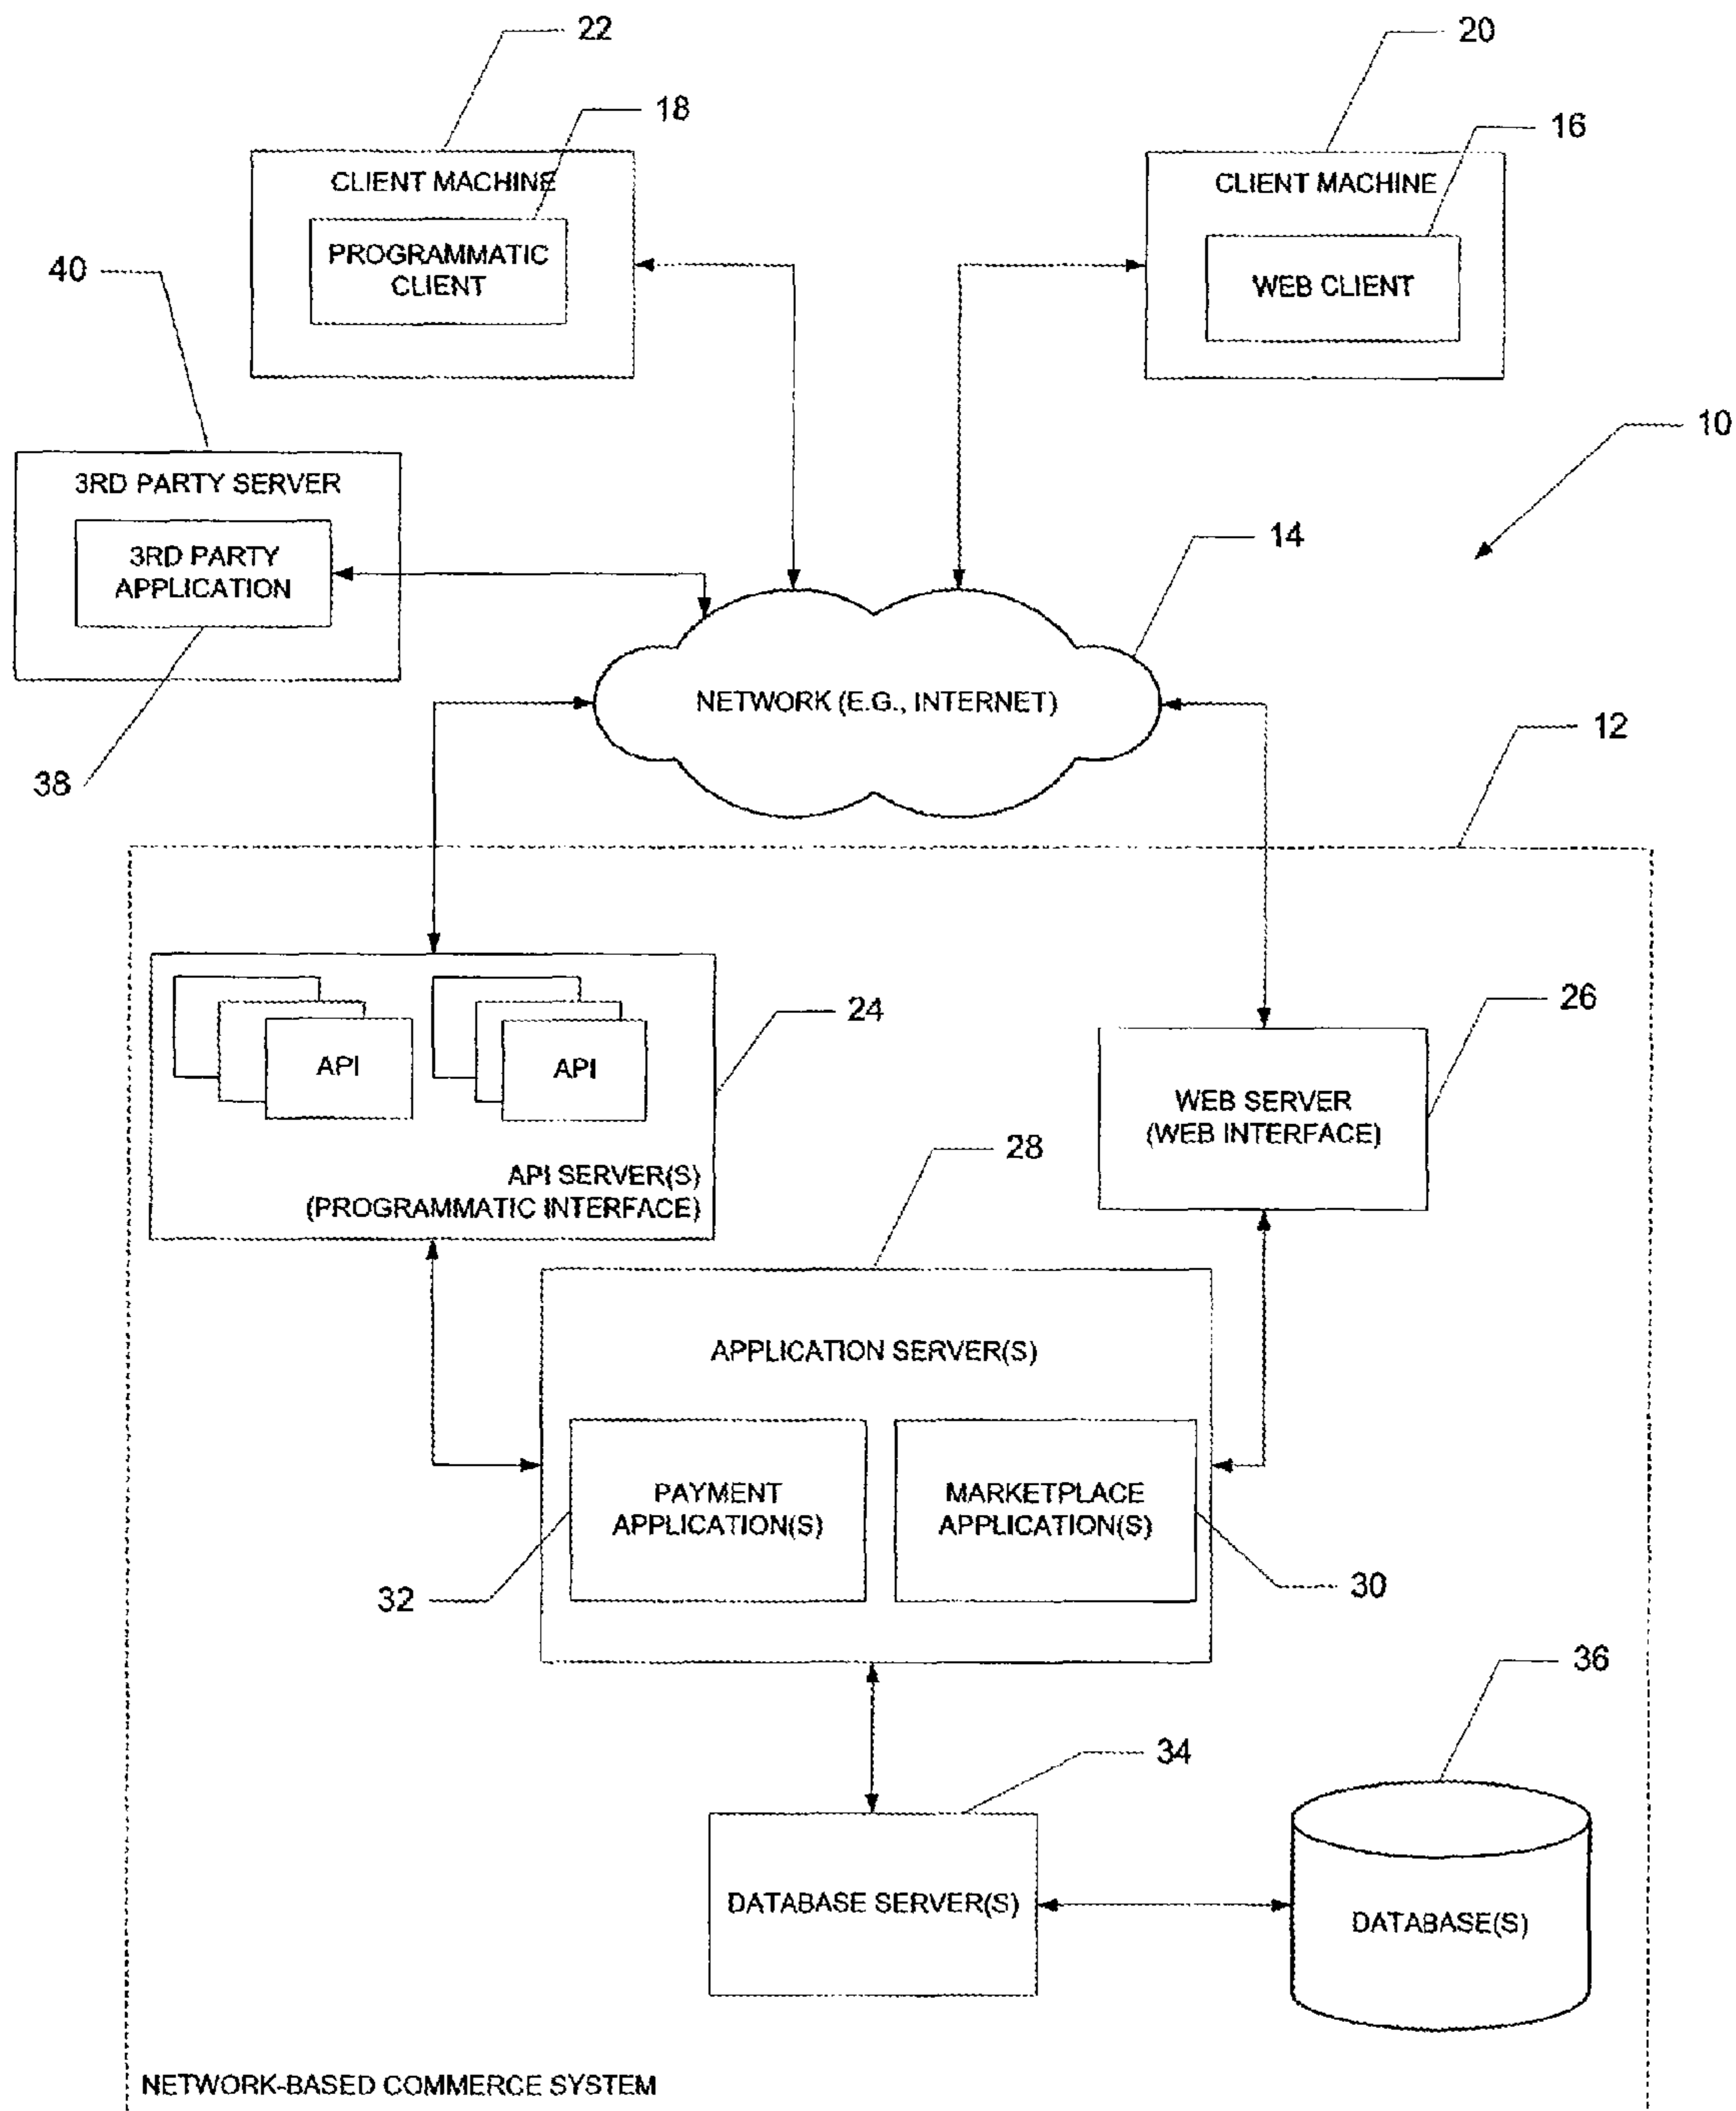 22
20
18
16
CLIENT MACHINE
CLIENT MACHINE
PROGRAMMATIC
CLIENT
WEB CLIENT
40
10
3RD PARTY SERVER
3RD PARTY
APPLICATION
14
NETWORK (E.G., INTERNET)
38
12
24
26
API
API
WEB SERVER
(WEB INTERFACE)
API SERVER(S)
(PROGRAMMATIC INTERFACE)
28
APPLICATION SERVER(S)
PAYMENT
APPLICATION(S)
MARKETPLACE
APPLICATION(S)
32
30
36
34
DATABASE SERVER(S)
DATABASE(S)
NETWORK-BASED COMMERCE SYSTEM